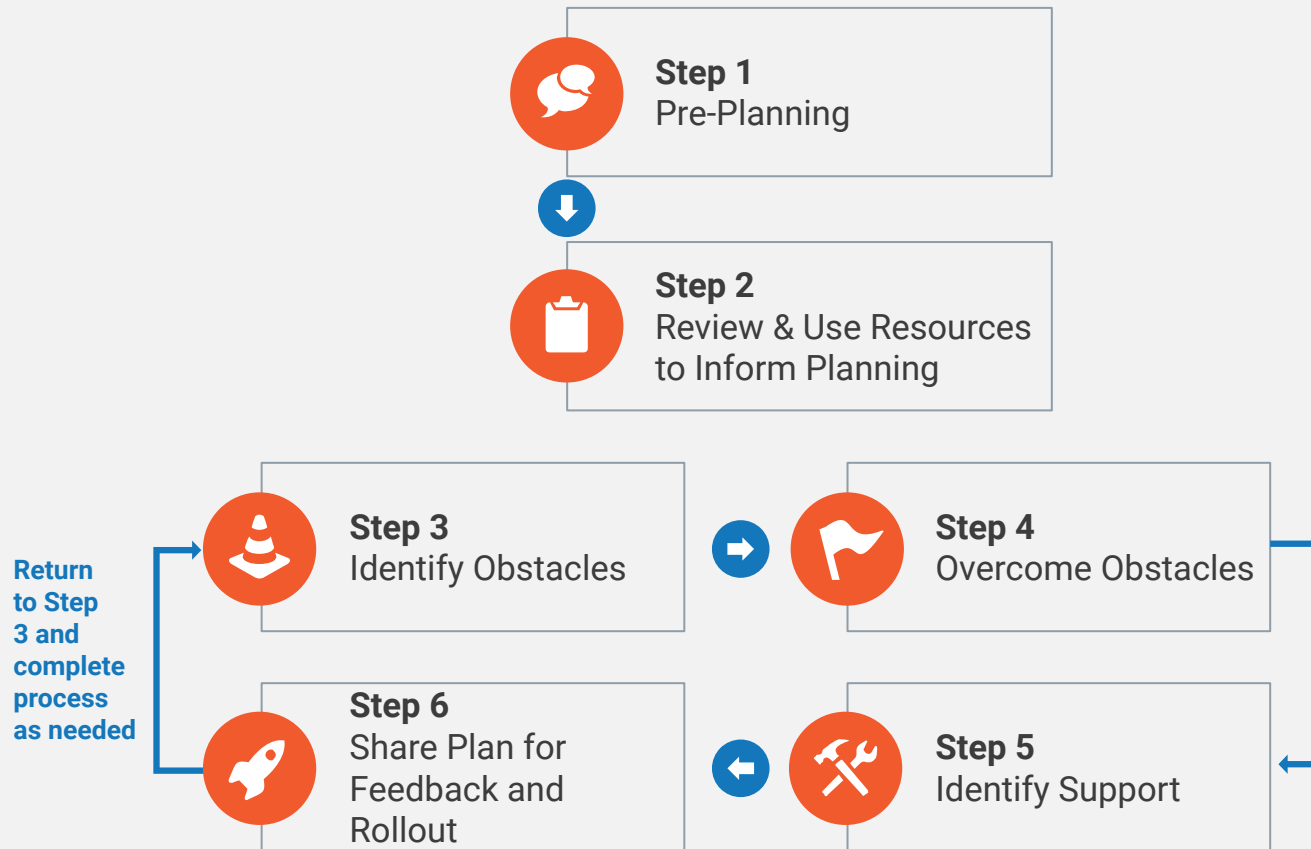 Step 1
Pre-Planning
Step 2
Review & Use Resources
to Inform Planning
Step 3
Identify Obstacles
Step 4
Overcome Obstacles
Return
to Step
3 and
complete
process
as needed
Step 6
Share Plan for
Feedback and
Rollout
Step 5
Identify Support